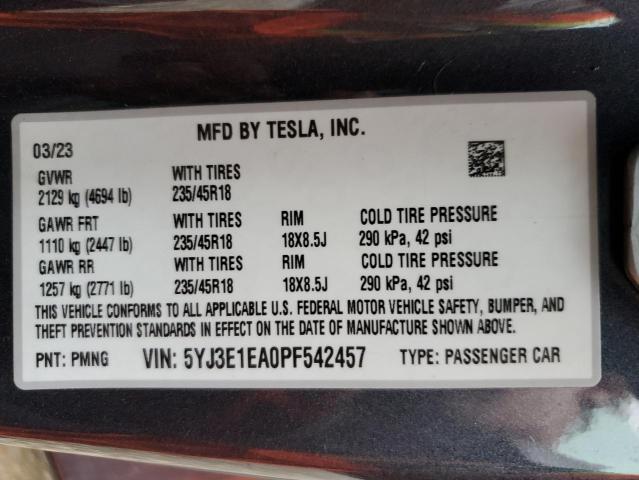 MFD BY TESLA, INC.
03/23
GVWR WITH TIRES
2129 kg (4694 lb) 235/45R18
GAWR FRT WITH TIRES RIM COLD TIRE PRESSURE
1110 kg (2447 lb) 235/45R18 18X8.5J 290 kPa, 42 psi
GAWR RR WITH TIRES RIM COLD TIRE PRESSURE
1257 kg (2771 lb) 235/45R18 18X8.5J 290 kPa, 42 psi
THIS VEHICLE CONFORMS TO ALL APPLICABLE U.S. FEDERAL MOTOR VEHICLE SAFETY, BUMPER, AND
THEFT PREVENTION STANDARDS IN EFFECT ON THE DATE OF MANUFACTURE SHOWN ABOVE.
PNT: PMNG VIN: 5YJ3E1EA0PF542457 TYPE: PASSENGER CAR